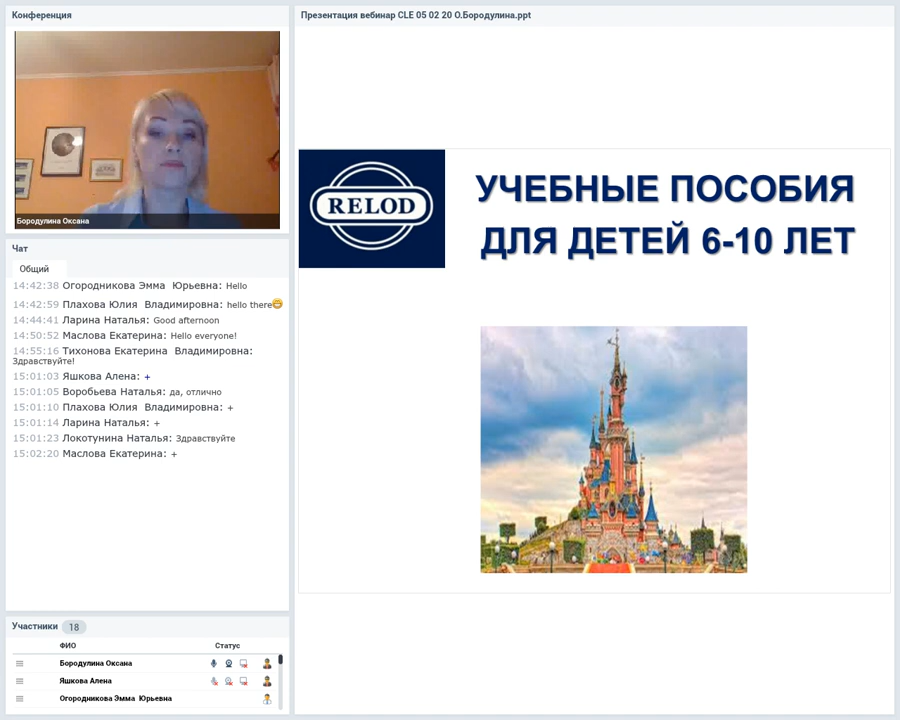 Конференция
Бородулина Оксана
Чат
Общий
14:42:38 Огородникова Эмма Юрьевна: Hello
14:42:59 Плахова Юлия Владимировна: hello there
14:44:41 Ларина Наталья: Good afternoon
14:50:52 Маслова Екатерина: Hello everyone!
14:55:16 Тихонова Екатерина Владимировна:
Здравствуйте!
15:01:03 Яшкова Алена: +
15:01:05 Воробьева Наталья: да, отлично
15:01:10 Плахова Юлия Владимировна: +
15:01:14 Ларина Наталья: +
15:01:23 Локотунина Наталья: Здравствуйте
15:02:20 Маслова Екатерина: +
Участники 18
ФИО Статус
Бородулина Оксана
Яшкова Алена
Огородникова Эмма Юрьевна
Презентация вебинар CLE 05 02 20 О.Бородулина.ppt
RELOD
УЧЕБНЫЕ ПОСОБИЯ
ДЛЯ ДЕТЕЙ 6-10 ЛЕТ